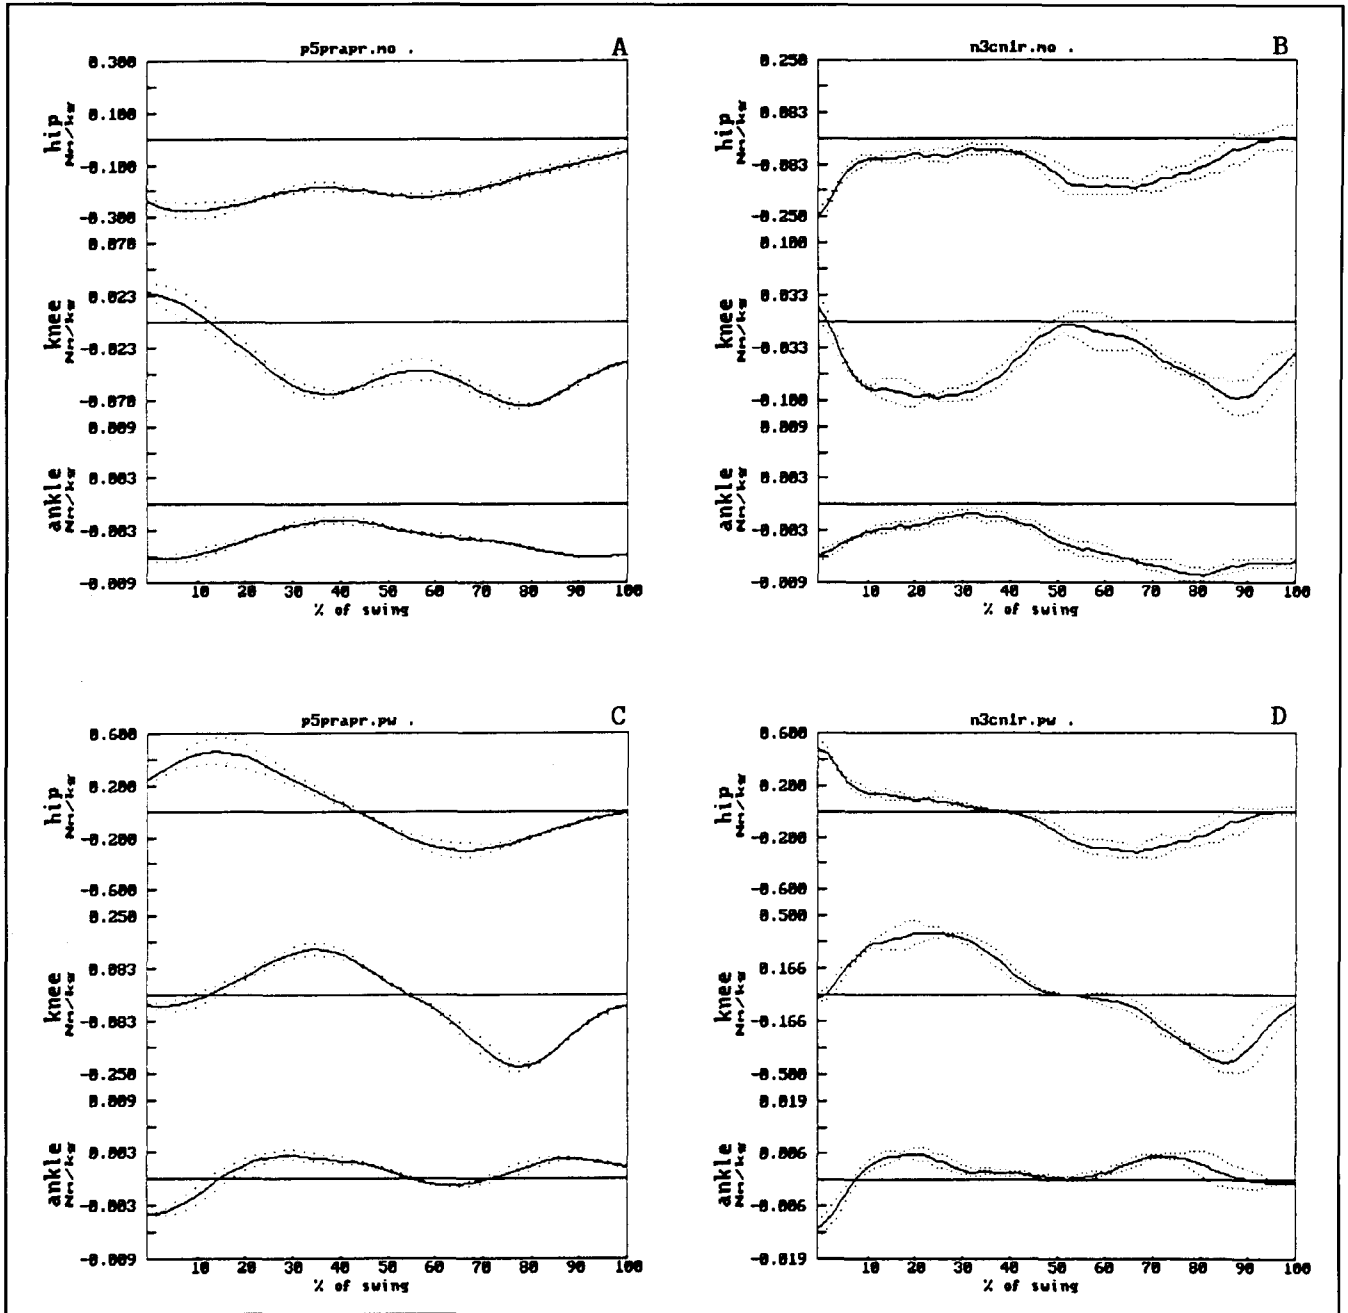 p5prapr.mo .
A
0.300
0.100
-0.100
-0.300
hip
Nm/kg
0.070
0.023
-0.023
-0.070
knee
Nm/kg
0.009
0.003
-0.003
-0.009
ankle
Nm/kg
10 20 30 40 50 60 70 80 90 100
% of swing
n3cn1r.mo .
B
0.250
0.083
-0.083
-0.250
hip
Nm/kg
0.100
0.033
-0.033
-0.100
knee
Nm/kg
0.009
0.003
-0.003
-0.009
ankle
Nm/kg
10 20 30 40 50 60 70 80 90 100
% of swing
p5prapr.pw .
C
0.600
0.200
-0.200
-0.600
hip
Nm/kg
0.250
0.083
-0.083
-0.250
knee
Nm/kg
0.009
0.003
-0.003
-0.009
ankle
Nm/kg
10 20 30 40 50 60 70 80 90 100
% of swing
n3cn1r.pw .
D
0.600
0.200
-0.200
-0.600
hip
Nm/kg
0.500
0.166
-0.166
-0.500
knee
Nm/kg
0.019
0.006
-0.006
-0.019
ankle
Nm/kg
10 20 30 40 50 60 70 80 90 100
% of swing